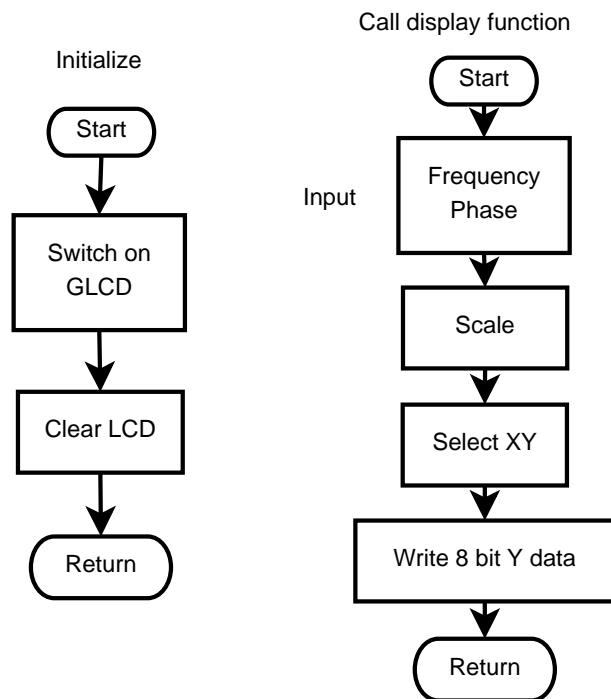 Initialize
Start
Switch on
GLCD
Clear LCD
Return
Call display function
Start
Input
Frequency
Phase
Scale
Select XY
Write 8 bit Y data
Return